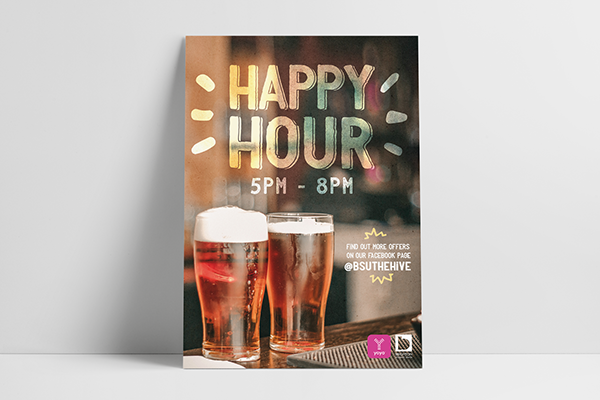 HAPPY
HOUR
5PM - 8PM
FIND OUT MORE OFFERS
ON OUR FACEBOOK PAGE
@BSUTHEHIVE
yoyo